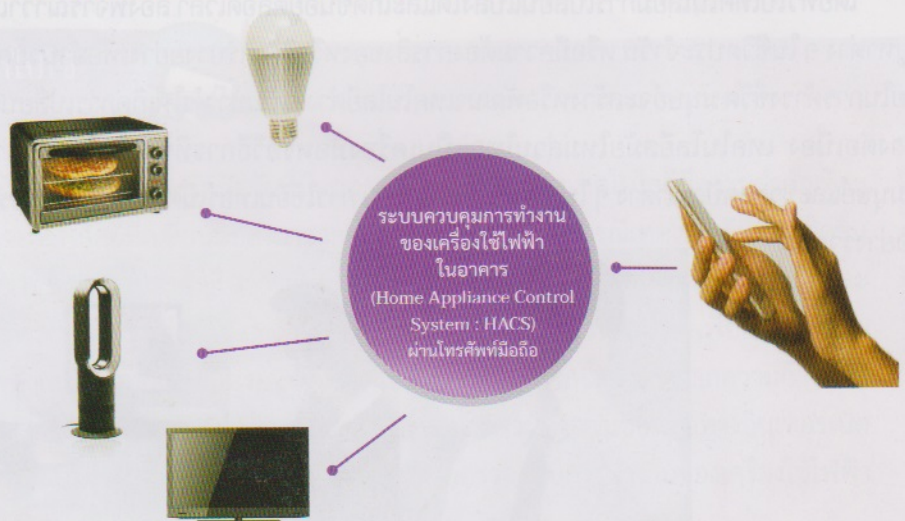 ระบบควบคุมการทำงาน
ของเครื่องใช้ไฟฟ้า
ในอาคาร
(Home Appliance Control
System : HACS)
ผ่านโทรศัพท์มือถือ